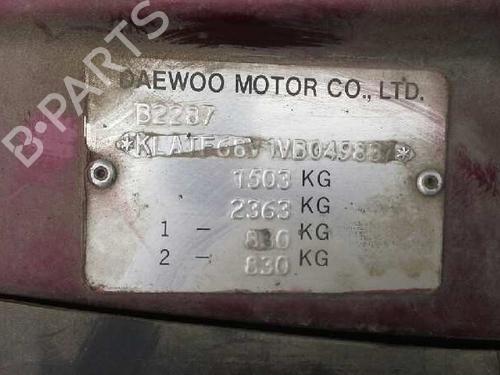 B-PARTS
DAEWOO MOTOR CO., LTD.
B2287
1503 KG
2363 KG
1 - 830 KG
2 - 830 KG